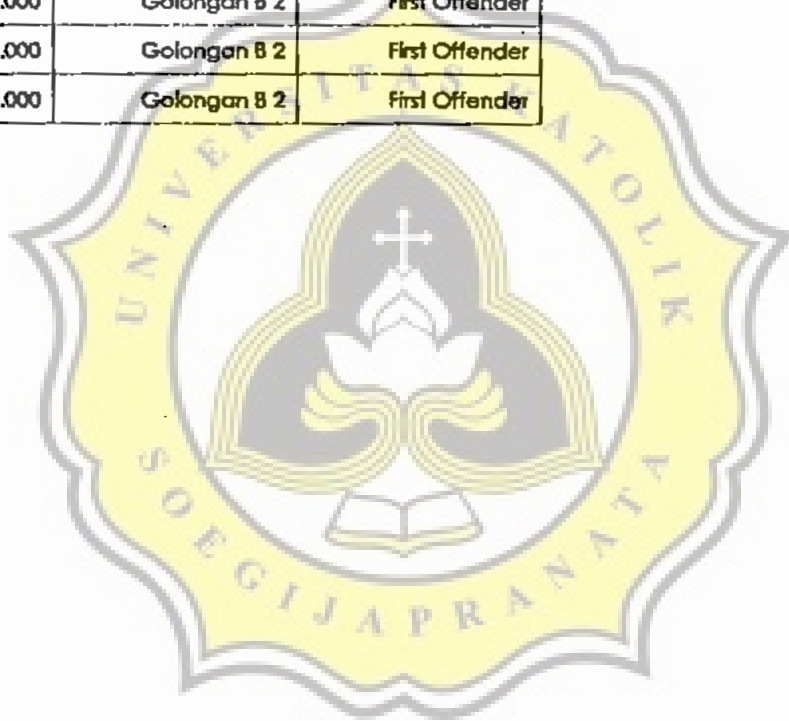 .000 Golongan B 2 First Offender
.000 Golongan B 2 First Offender
.000 Golongan B 2 First Offender
UNIVERSITAS KATOLIK
SOEGIJAPRANATA